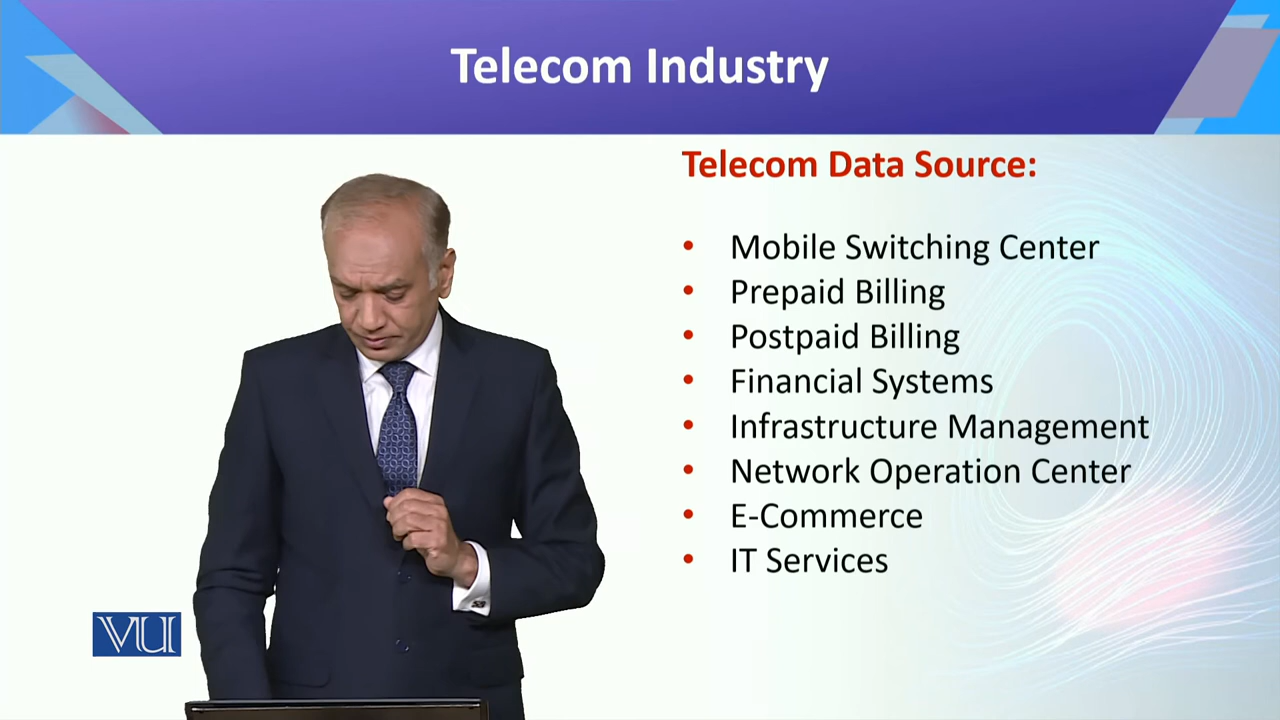 Telecom Industry
Telecom Data Source:
• Mobile Switching Center
• Prepaid Billing
• Postpaid Billing
• Financial Systems
• Infrastructure Management
• Network Operation Center
• E-Commerce
• IT Services
VU